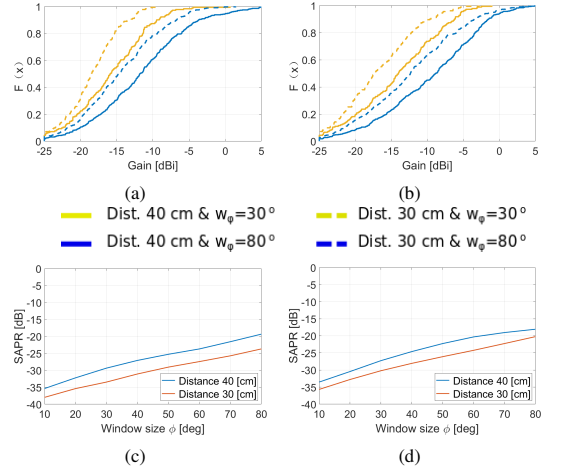 1
0.8
0.6
0.4
0.2
0
F (x)
-25 -20 -15 -10 -5 0 5
Gain [dBi]
(a)
1
0.8
0.6
0.4
0.2
0
F (x)
-25 -20 -15 -10 -5 0 5
Gain [dBi]
(b)
Dist. 40 cm & wφ=30° Dist. 30 cm & wφ=30°
Dist. 40 cm & wφ=80° Dist. 30 cm & wφ=80°
0
-5
-10
-15
-20
-25
-30
-35
-40
SAPR [dB]
Distance 40 [cm]
Distance 30 [cm]
10 20 30 40 50 60 70 80
Window size ϕ [deg]
(c)
0
-5
-10
-15
-20
-25
-30
-35
-40
SAPR [dB]
Distance 40 [cm]
Distance 30 [cm]
10 20 30 40 50 60 70 80
Window size ϕ [deg]
(d)